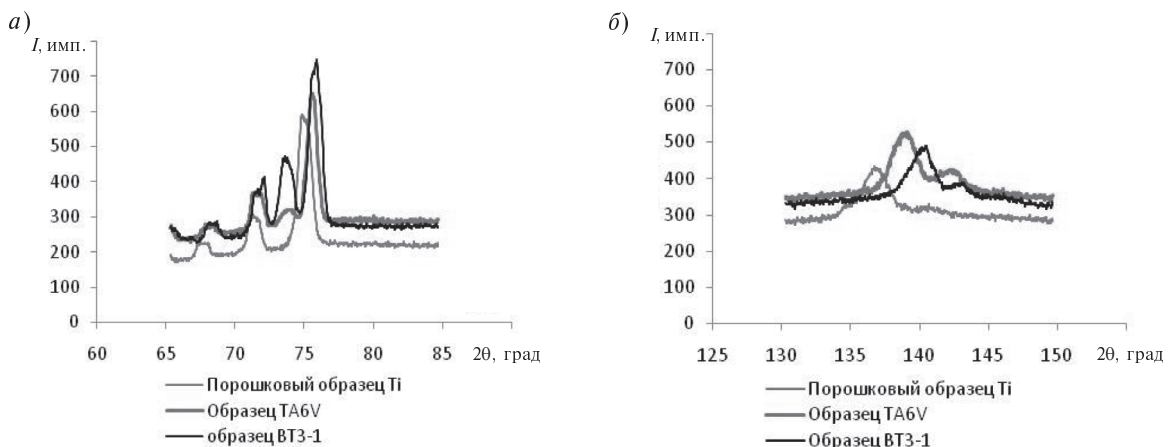 а)
I, имп.
700
600
500
400
300
200
100
0
60 65 70 75 80 85 2θ, град
Порошковый образец Ti
Образец TA6V
образец ВТ3-1
б)
I, имп.
700
600
500
400
300
200
100
0
125 130 135 140 145 150 2θ, град
Порошковый образец Ti
Образец TA6V
Образец ВТ3-1